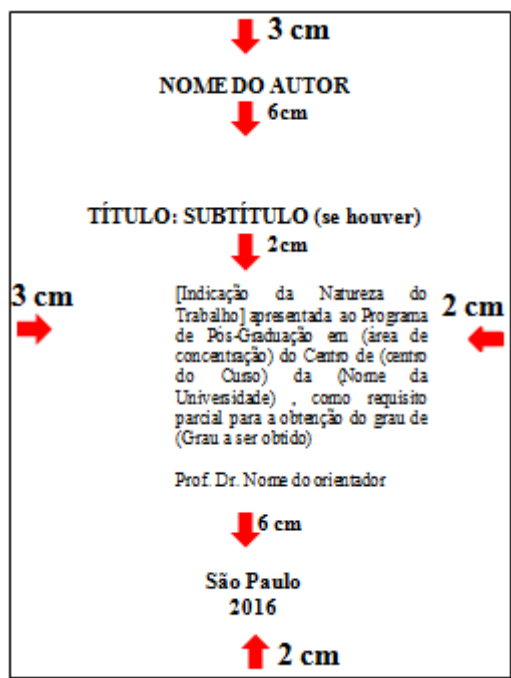 3 cm
NOME DO AUTOR
6cm
TÍTULO: SUBTÍTULO (se houver)
2cm
3 cm
[Indicação da Natureza do
Trabalho] apresentada ao Programa
de Pós-Graduação em (área de
concentração) do Centro de (centro
do Curso) da (Nome da
Universidade) , como requisito
parcial para a obtenção do grau de
(Grau a ser obtido)
2 cm
Prof. Dr. Nome do orientador
6 cm
São Paulo
2016
2 cm